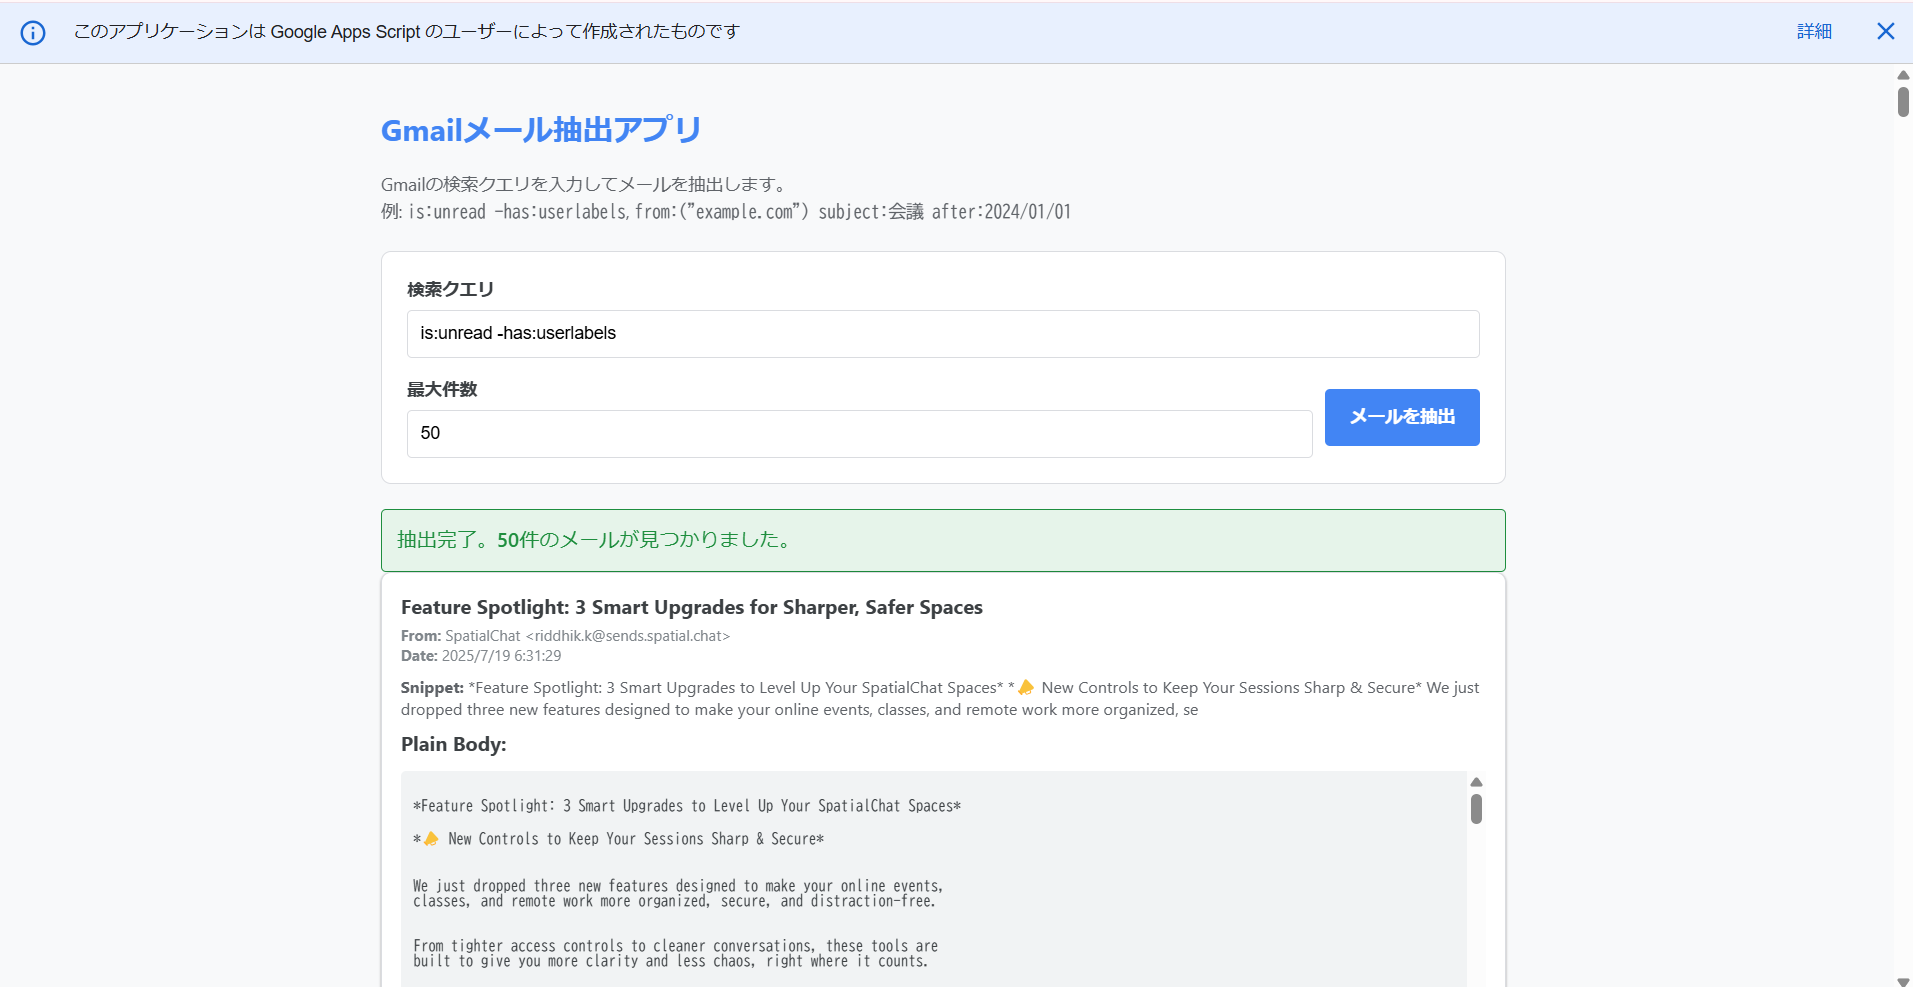 このアプリケーションは Google Apps Script のユーザーによって作成されたものです
詳細
Gmailメール抽出アプリ
Gmailの検索クエリを入力してメールを抽出します。
例: is:unread -has:userlabels, from:("example.com") subject:会議 after:2024/01/01
検索クエリ
is:unread -has:userlabels
最大件数
50
メールを抽出
抽出完了。50件のメールが見つかりました。
Feature Spotlight: 3 Smart Upgrades for Sharper, Safer Spaces
From: SpatialChat <riddhik.k@sends.spatial.chat>
Date: 2025/7/19 6:31:29
Snippet: *Feature Spotlight: 3 Smart Upgrades to Level Up Your SpatialChat Spaces* *📣 New Controls to Keep Your Sessions Sharp & Secure* We just
dropped three new features designed to make your online events, classes, and remote work more organized, se
Plain Body:
*Feature Spotlight: 3 Smart Upgrades to Level Up Your SpatialChat Spaces*
*📣 New Controls to Keep Your Sessions Sharp & Secure*
We just dropped three new features designed to make your online events,
classes, and remote work more organized, secure, and distraction-free.
From tighter access controls to cleaner conversations, these tools are
built to give you more clarity and less chaos, right where it counts.